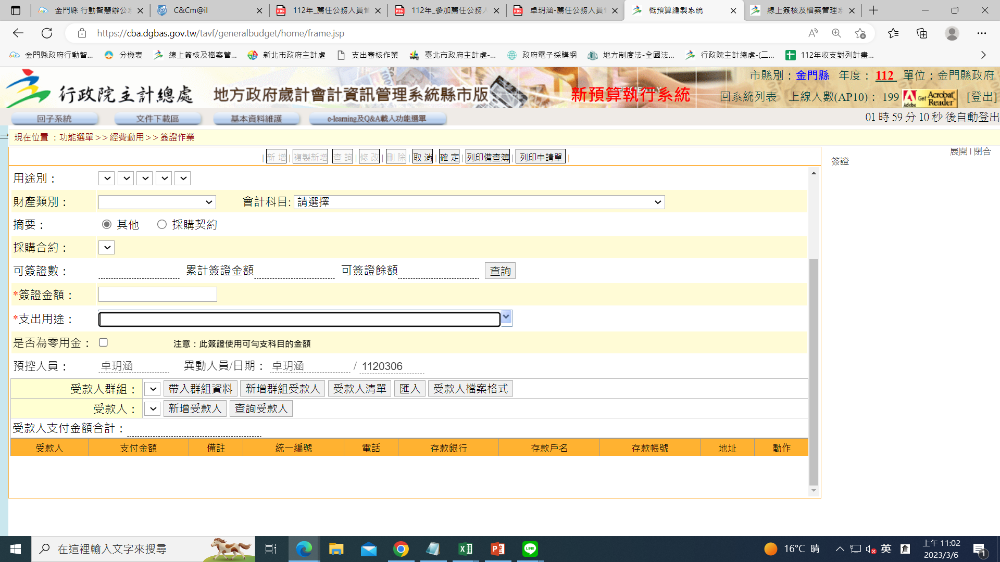 金門縣 行動智慧辦公
C&Cm@il
112年_薦任公務人員
112年_參加薦任公務
卓玥涵-薦任公務人員
概預算編製系統
線上簽核及檔案管理
https://cba.dgbas.gov.tw/tavf/generalbudget/home/frame.jsp
金門縣政府行動智...
分機表
線上簽核及檔案管...
新北市政府主計處
支出審核作業
臺北市政府主計處-...
政府電子採購網
地方制度法-全國法...
行政院主計總處-(二...
112年收支對列計畫...
行政院主計總處
地方政府歲計會計資訊管理系統縣市版
新預算執行系統
市縣別：金門縣 年度： 112 單位：金門縣政府
回系統列表 上線人數(AP10)： 199
Get Acrobat Reader
Adobe
[登出]
回子系統
文件下載區
基本資料維護
e-learning及Q&A載入功能選單
01 時 59 分 10 秒 後自動登出
現在位置 ：功能選單>>經費動用>>簽證作業
| 新 增 | 複製新增 查 詢 | 修 改 | 刪 除 | 取 消 | 確 定 | 列印備查簿 | 列印申請單 |
展開 | 閉合
簽證
用途別：
財產類別：
會計科目: 請選擇
摘要： 其他 採購契約
採購合約：
可簽證數： 累計簽證金額 可簽證餘額 查詢
*簽證金額：
*支出用途：
是否為零用金： 注意：此簽證使用可勻支科目的金額
預控人員： 卓玥涵 異動人員/日期： 卓玥涵 / 1120306
受款人群組： 帶入群組資料 新增群組受款人 受款人清單 匯入 受款人檔案格式
受款人： 新增受款人 查詢受款人
受款人支付金額合計：
受款人 支付金額 備註 統一編號 電話 存款銀行 存款戶名 存款帳號 地址 動作
在這裡輸入文字來搜尋
16°C 晴
英
倉
上午 11:02
2023/3/6
1